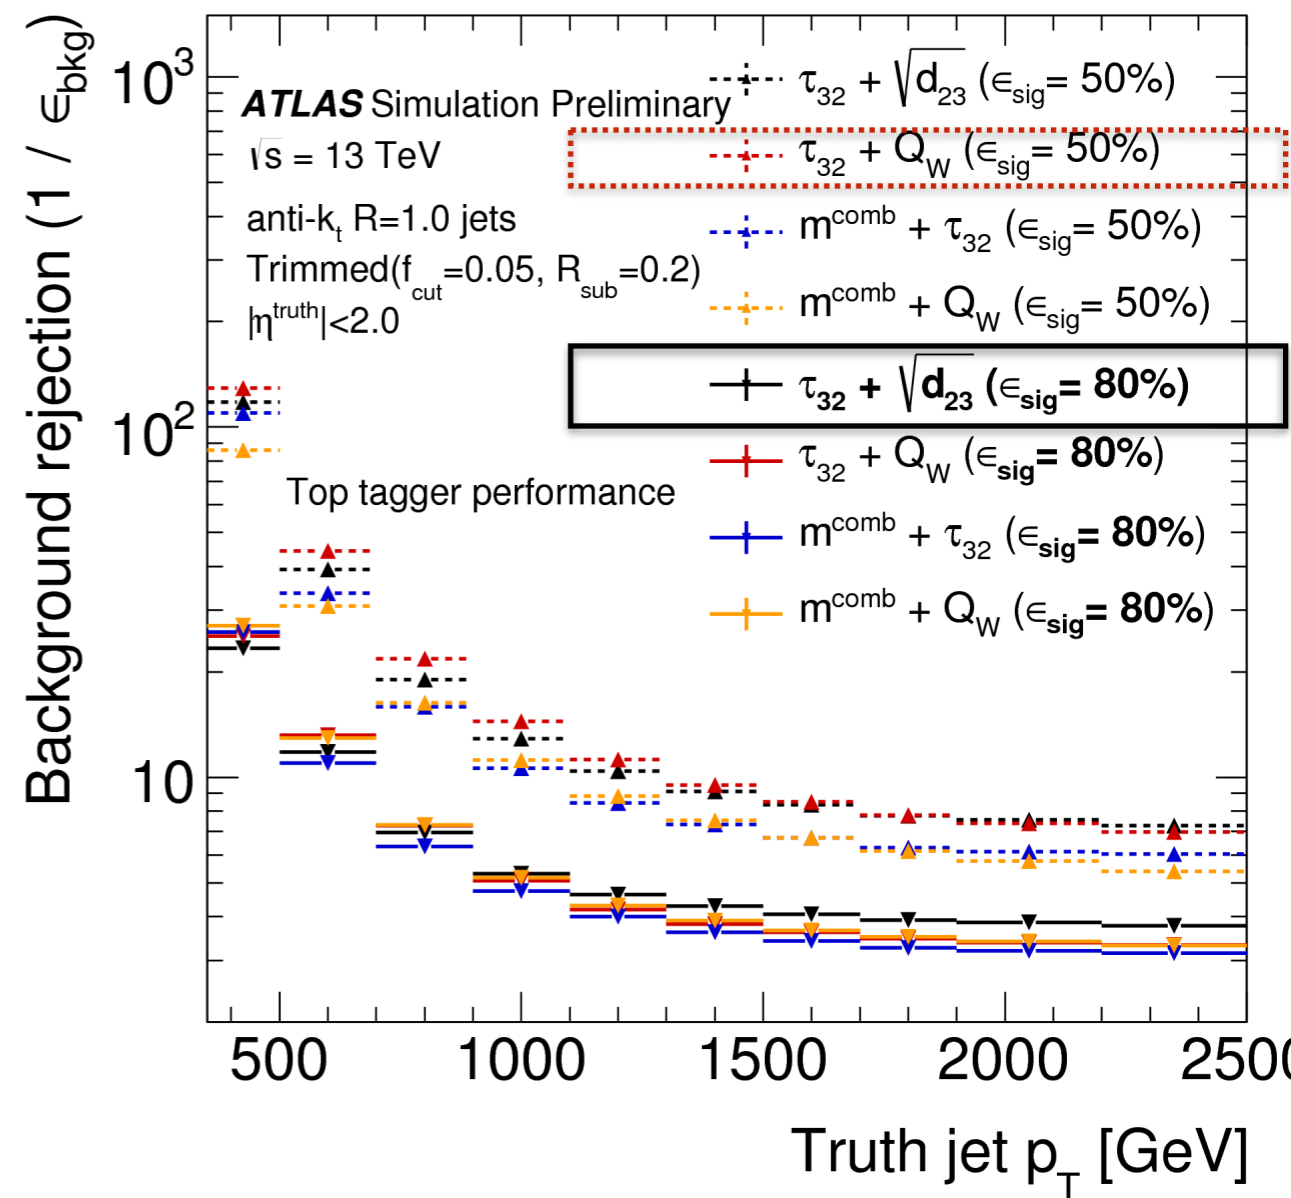 Background rejection (1 / ϵ_bkg)
10³
10²
10
ATLAS Simulation Preliminary
√s = 13 TeV
anti-k_t R=1.0 jets
Trimmed(f_cut=0.05, R_sub=0.2)
|η^truth|<2.0
Top tagger performance
τ₃₂ + √d₂₃ (ϵ_sig= 50%)
τ₃₂ + Q_W (ϵ_sig= 50%)
m^comb + τ₃₂ (ϵ_sig= 50%)
m^comb + Q_W (ϵ_sig= 50%)
τ₃₂ + √d₂₃ (ϵ_sig= 80%)
τ₃₂ + Q_W (ϵ_sig= 80%)
m^comb + τ₃₂ (ϵ_sig= 80%)
m^comb + Q_W (ϵ_sig= 80%)
500 1000 1500 2000 2500
Truth jet p_T [GeV]